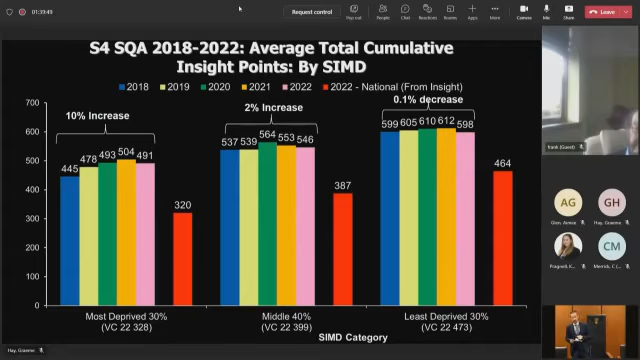 01:39:49
Request control
Pop out
People
Chat
Reactions
Rooms
Apps
More
Camera
Mic
Share
Leave
S4 SQA 2018-2022: Average Total Cumulative
Insight Points: By SIMD
2018 2019 2020 2021 2022 2022 - National (From Insight)
700
600
500
400
300
200
100
0
10% Increase
445 478 493 504 491 320
2% Increase
537 539 564 553 546 387
0.1% decrease
599 605 610 612 598 464
Most Deprived 30%
(VC 22 328)
Middle 40%
(VC 22 399)
Least Deprived 30%
(VC 22 473)
SIMD Category
frank (Guest)
AG
GH
Glen, Aimee
Hay, Graeme
CM
Pragnell, K...
Merrick, C (...
Hay, Graeme